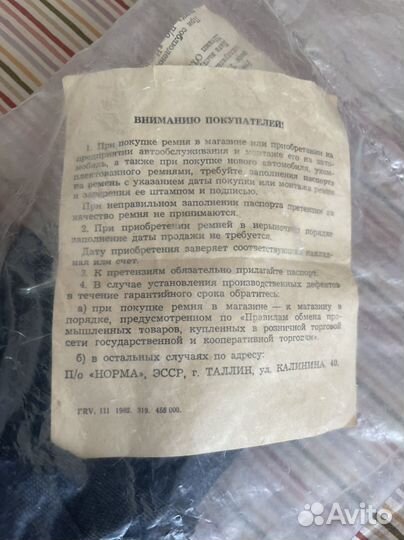 При соблюдении
ВНИМАНИЮ ПОКУПАТЕЛЕЙ!
1. При покупке ремня в магазине или приобретении на
предприятии автообслуживания и монтаже его на авто-
мобиль, а также при покупке нового автомобиля, уком-
плектованного ремнями, требуйте заполнения паспорта
на ремень с указанием даты покупки или монтажа ремня
и заверения ее штампом и подписью.
При неправильном заполнении паспорта претензии на
качество ремня не принимаются.
2. При приобретении ремней в нерыночном порядке
заполнение даты продажи не требуется.
Дату приобретения заверяет соответствующая наклад-
ная или счет.
3. К претензиям обязательно прилагайте паспорт.
4. В случае установления производственных дефектов
в течение гарантийного срока обратитесь:
а) при покупке ремня в магазине — к магазину в
порядке, предусмотренном по «Правилам обмена про-
мышленных товаров, купленных в розничной торговой
сети государственной и кооперативной торговли».
б) в остальных случаях по адресу:
П/о «НОРМА», ЭССР, г. ТАЛЛИН, ул. КАЛИНИНА 40.
FRV, III 1982. 319. 455 000.
Avito